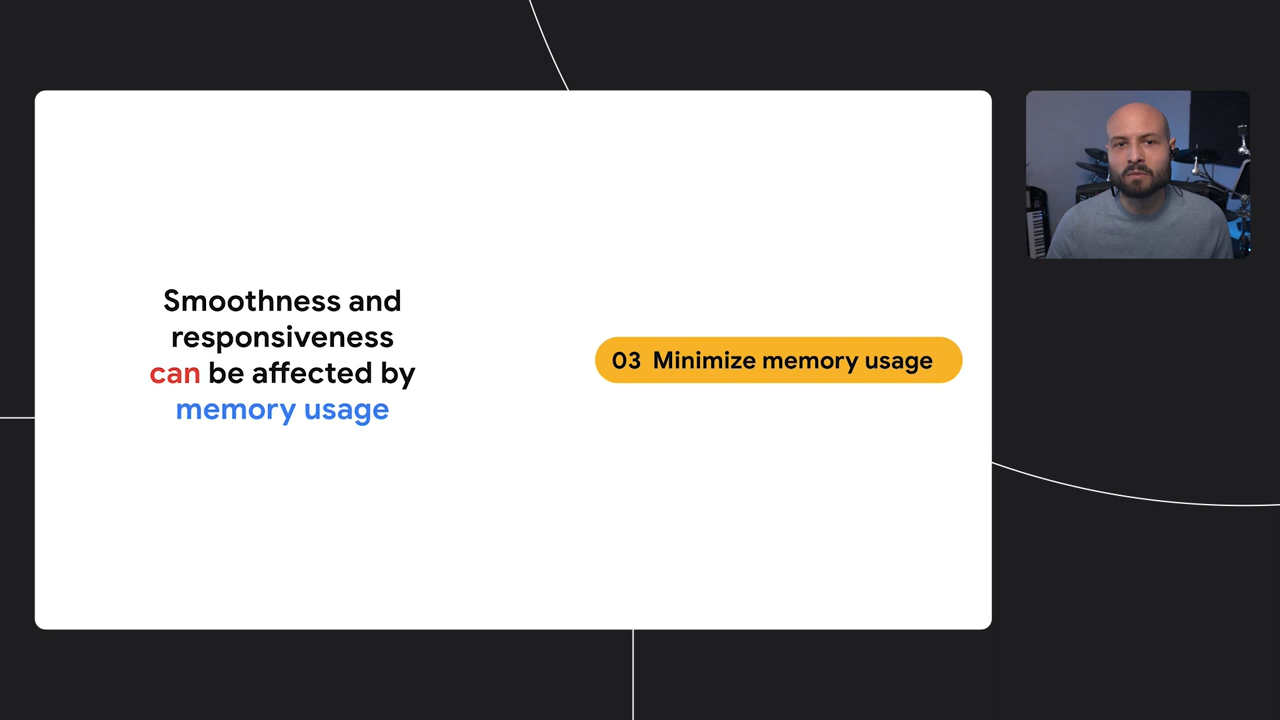 Smoothness and
responsiveness
can be affected by
memory usage
03 Minimize memory usage